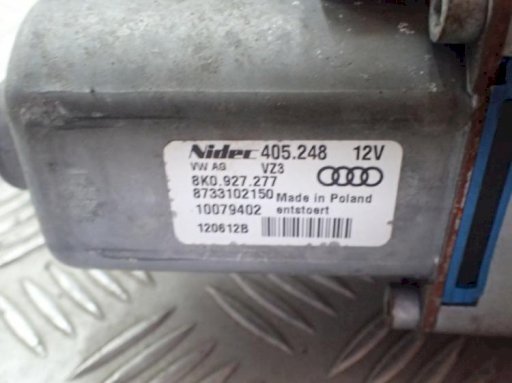 Nidec 405.248 12V
VW AG VZ3
8K0.927.277
8733102150 Made in Poland
10079402 entstoert
120612B